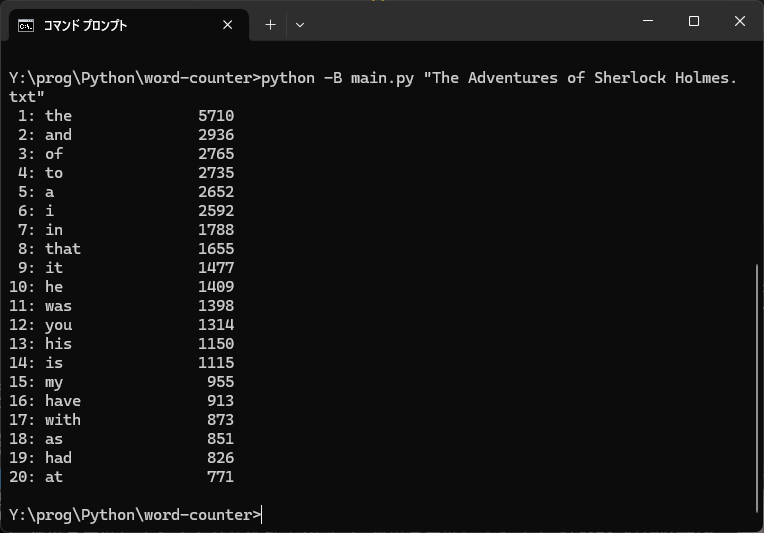 コマンド プロンプト
Y:\prog\Python\word-counter>python -B main.py "The Adventures of Sherlock Holmes.
txt"
 1: the              5710
 2: and              2936
 3: of               2765
 4: to               2735
 5: a                2652
 6: i                2592
 7: in               1788
 8: that             1655
 9: it               1477
10: he               1409
11: was              1398
12: you              1314
13: his              1150
14: is               1115
15: my                955
16: have              913
17: with              873
18: as                851
19: had               826
20: at                771
Y:\prog\Python\word-counter>